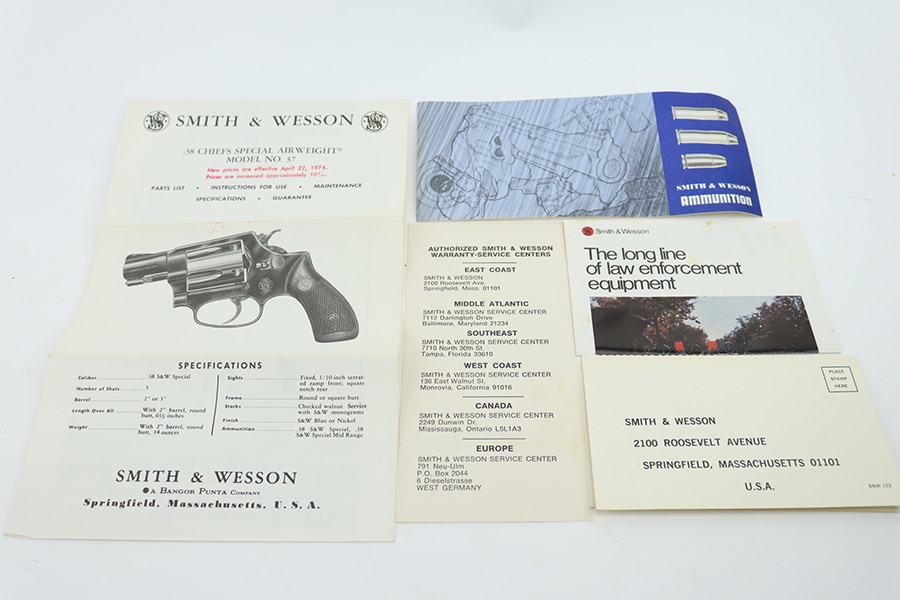 SMITH & WESSON
.38 CHIEFS SPECIAL AIRWEIGHT®
MODEL NO. 37
New prices are effective April 22, 1974.
Prices are increased approximately 10%.
PARTS LIST • INSTRUCTIONS FOR USE • MAINTENANCE
SPECIFICATIONS • GUARANTEE
SPECIFICATIONS
Caliber .38 S&W Special
Number of Shots 5
Barrel 2" or 3"
Length Over All With 2" barrel, round
butt, 6½ inches
Weight With 2" barrel, round
butt, 14 ounces
Sights Fixed, 1/10-inch serrat-
ed ramp front; square
notch rear
Frame Round or square butt
Stocks Checked walnut Service
with S&W monograms
Finish S&W Blue or Nickel
Ammunition .38 S&W Special, .38
S&W Special Mid Range
SMITH & WESSON
A BANGOR PUNTA COMPANY
Springfield, Massachusetts, U. S. A.
SMITH & WESSON
AMMUNITION
AUTHORIZED SMITH & WESSON
WARRANTY-SERVICE CENTERS
EAST COAST
SMITH & WESSON
2100 Roosevelt Ave.
Springfield, Mass. 01101
MIDDLE ATLANTIC
SMITH & WESSON SERVICE CENTER
7112 Darlington Drive
Baltimore, Maryland 21234
SOUTHEAST
SMITH & WESSON SERVICE CENTER
7710 North 30th St.
Tampa, Florida 33610
WEST COAST
SMITH & WESSON SERVICE CENTER
136 East Walnut St.
Monrovia, California 91016
CANADA
SMITH & WESSON SERVICE CENTER
2249 Dunwin Dr.
Mississauga, Ontario L5L1A3
EUROPE
SMITH & WESSON SERVICE CENTER
791 Neu-Ulm
P.O. Box 2044
6 Dieselstrasse
WEST GERMANY
Smith & Wesson
The long line
of law enforcement
equipment
PLACE
STAMP
HERE
SMITH & WESSON
2100 ROOSEVELT AVENUE
SPRINGFIELD, MASSACHUSETTS 01101
U.S.A.
S&W 123